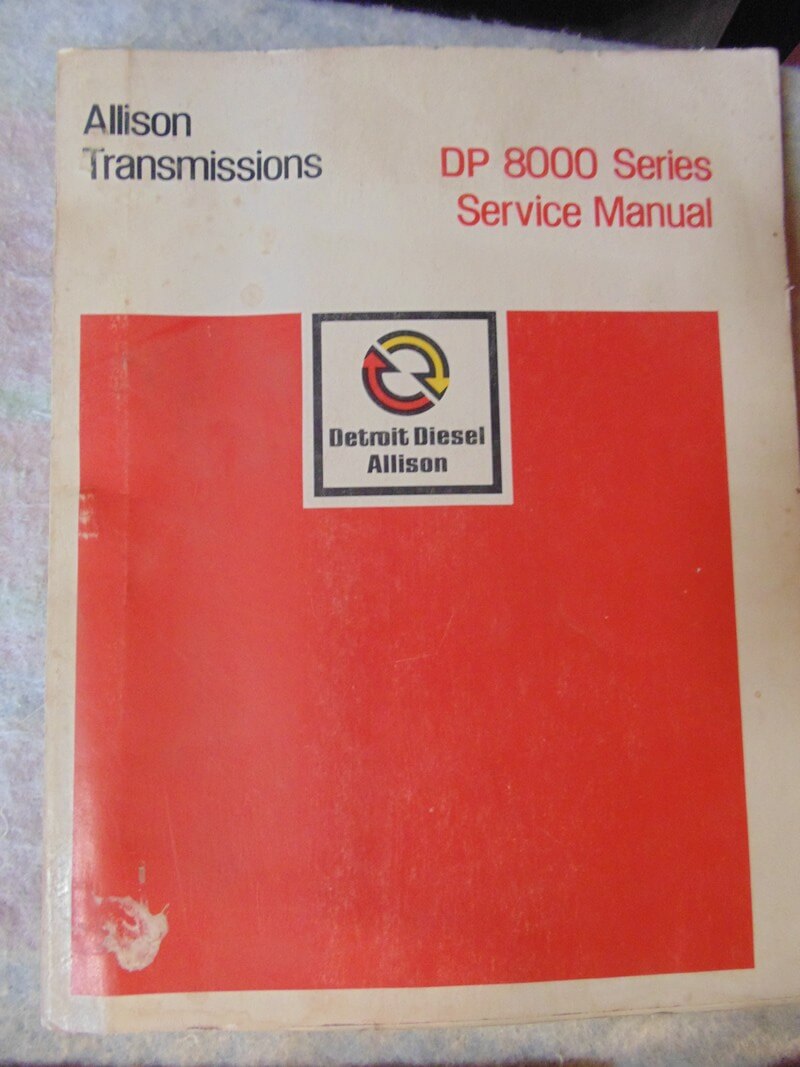 Allison
Transmissions
DP 8000 Series
Service Manual
Detroit Diesel
Allison